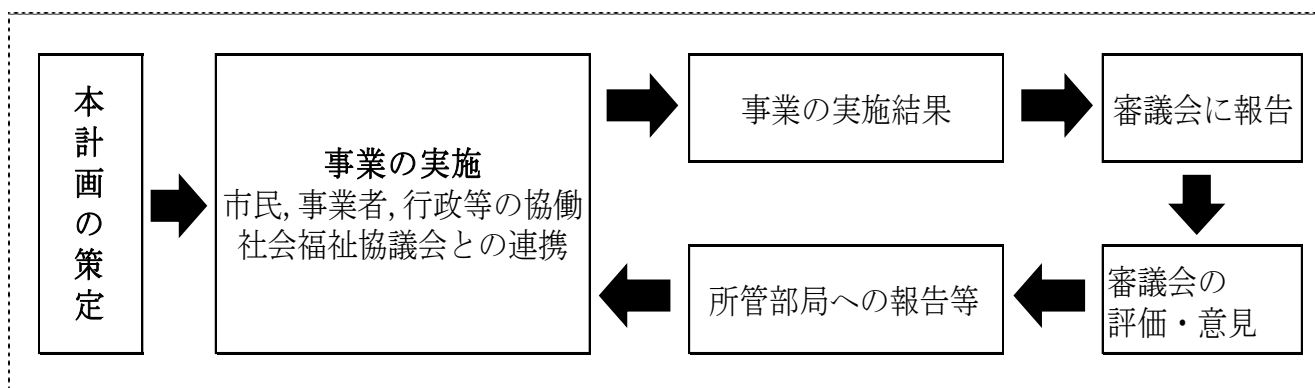 本計画の策定
事業の実施
市民,事業者,行政等の協働
社会福祉協議会との連携
事業の実施結果
審議会に報告
審議会の
評価・意見
所管部局への報告等